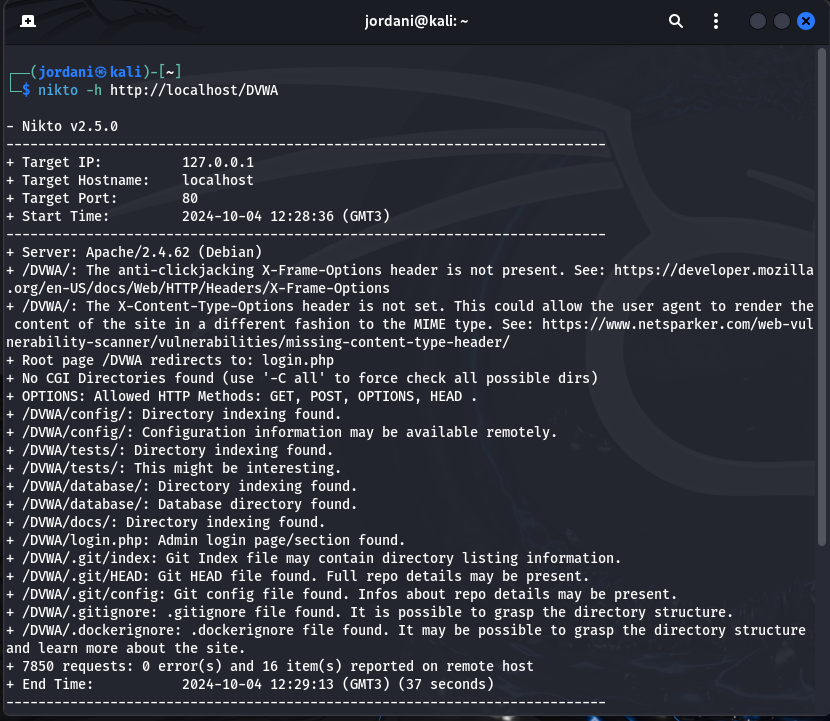 jordani@kali: ~
┌──(jordani㉿kali)-[~]
└─$ nikto -h http://localhost/DVWA
- Nikto v2.5.0
---------------------------------------------------------------------------
+ Target IP:          127.0.0.1
+ Target Hostname:    localhost
+ Target Port:        80
+ Start Time:         2024-10-04 12:28:36 (GMT3)
---------------------------------------------------------------------------
+ Server: Apache/2.4.62 (Debian)
+ /DVWA/: The anti-clickjacking X-Frame-Options header is not present. See: https://developer.mozilla
.org/en-US/docs/Web/HTTP/Headers/X-Frame-Options
+ /DVWA/: The X-Content-Type-Options header is not set. This could allow the user agent to render the
 content of the site in a different fashion to the MIME type. See: https://www.netsparker.com/web-vul
nerability-scanner/vulnerabilities/missing-content-type-header/
+ Root page /DVWA redirects to: login.php
+ No CGI Directories found (use '-C all' to force check all possible dirs)
+ OPTIONS: Allowed HTTP Methods: GET, POST, OPTIONS, HEAD .
+ /DVWA/config/: Directory indexing found.
+ /DVWA/config/: Configuration information may be available remotely.
+ /DVWA/tests/: Directory indexing found.
+ /DVWA/tests/: This might be interesting.
+ /DVWA/database/: Directory indexing found.
+ /DVWA/database/: Database directory found.
+ /DVWA/docs/: Directory indexing found.
+ /DVWA/login.php: Admin login page/section found.
+ /DVWA/.git/index: Git Index file may contain directory listing information.
+ /DVWA/.git/HEAD: Git HEAD file found. Full repo details may be present.
+ /DVWA/.git/config: Git config file found. Infos about repo details may be present.
+ /DVWA/.gitignore: .gitignore file found. It is possible to grasp the directory structure.
+ /DVWA/.dockerignore: .dockerignore file found. It may be possible to grasp the directory structure
and learn more about the site.
+ 7850 requests: 0 error(s) and 16 item(s) reported on remote host
+ End Time:           2024-10-04 12:29:13 (GMT3) (37 seconds)
---------------------------------------------------------------------------